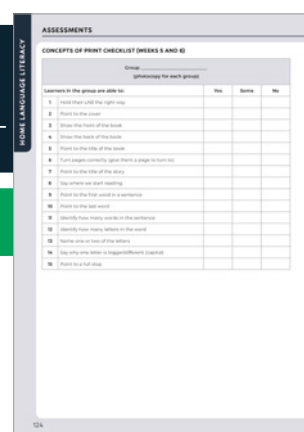 ASSESSMENTS
HOME LANGUAGE LITERACY
CONCEPTS OF PRINT CHECKLIST (WEEKS 5 AND 6)
Group:
(photocopy for each group)
Learners in the group are able to: Yes Some No
1 Hold their LAB the right way
2 Point to the cover
3 Show the front of the book
4 Show the back of the book
5 Point to the title of the book
6 Turn pages correctly (give them a page to turn to)
7 Point to the title of the story
8 Say where we start reading
9 Point to the first word in a sentence
10 Point to the last word
11 Identify how many words in the sentence
12 Identify how many letters in the word
13 Name one or two of the letters
14 Say why one letter is bigger/different (capital)
15 Point to a full stop
124